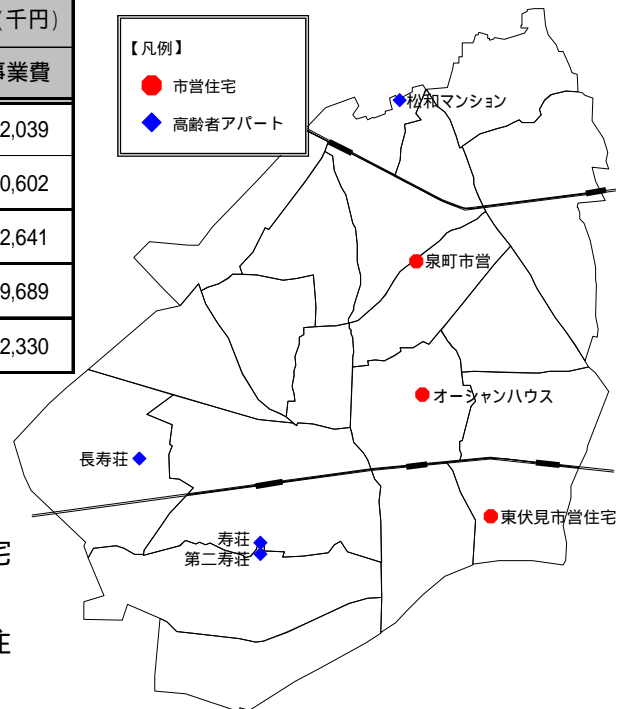 (千円)
事業費
2,039
0,602
2,641
9,689
2,330
【凡例】
市営住宅
高齢者アパート
松和マンション
泉町市営
オーシャンハウス
長寿荘
東伏見市営住宅
寿荘
第二寿荘
宅
住